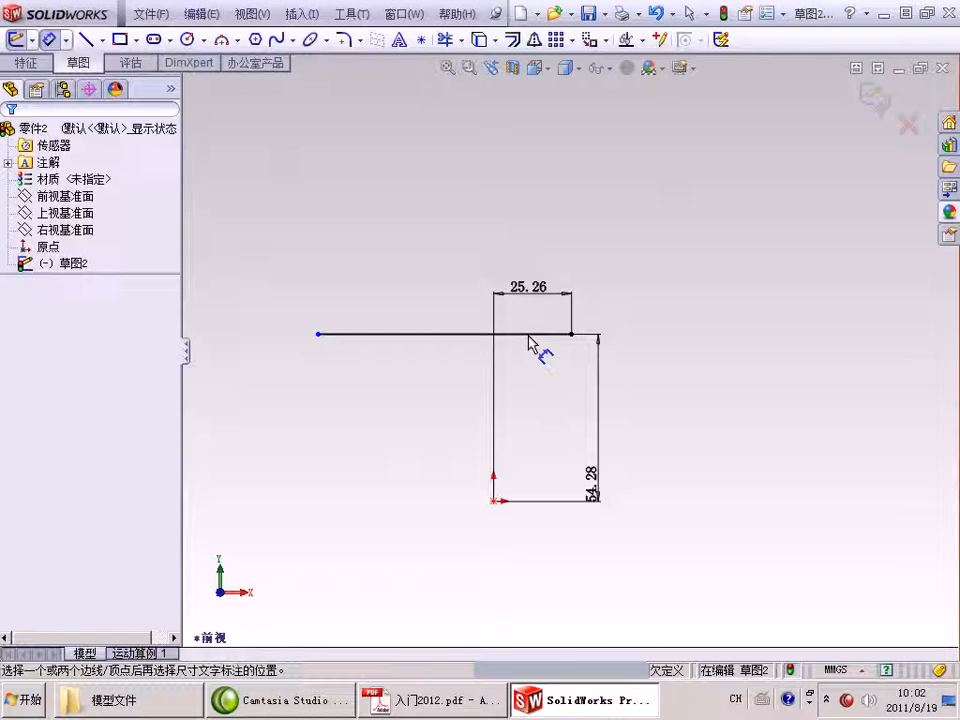 SW SOLIDWORKS 文件(F) 编辑(E) 视图(V) 插入(I) 工具(T) 窗口(W) 帮助(H) 草图2... ?
特征 草图 评估 DimXpert 办公室产品
零件2 (默认<<默认>_显示状态
传感器
A 注解
材质 <未指定>
前视基准面
上视基准面
右视基准面
原点
(-) 草图2
25.26
54.28
Y
X
*前视
模型 运动算例 1
选择一个或两个边线/顶点后再选择尺寸文字标注的位置。 欠定义 在编辑 草图2 MMGS ?
开始 模型文件 Camtasia Studio ... 入门2012.pdf - A... SolidWorks Pr... CH 10:02
2011/8/19